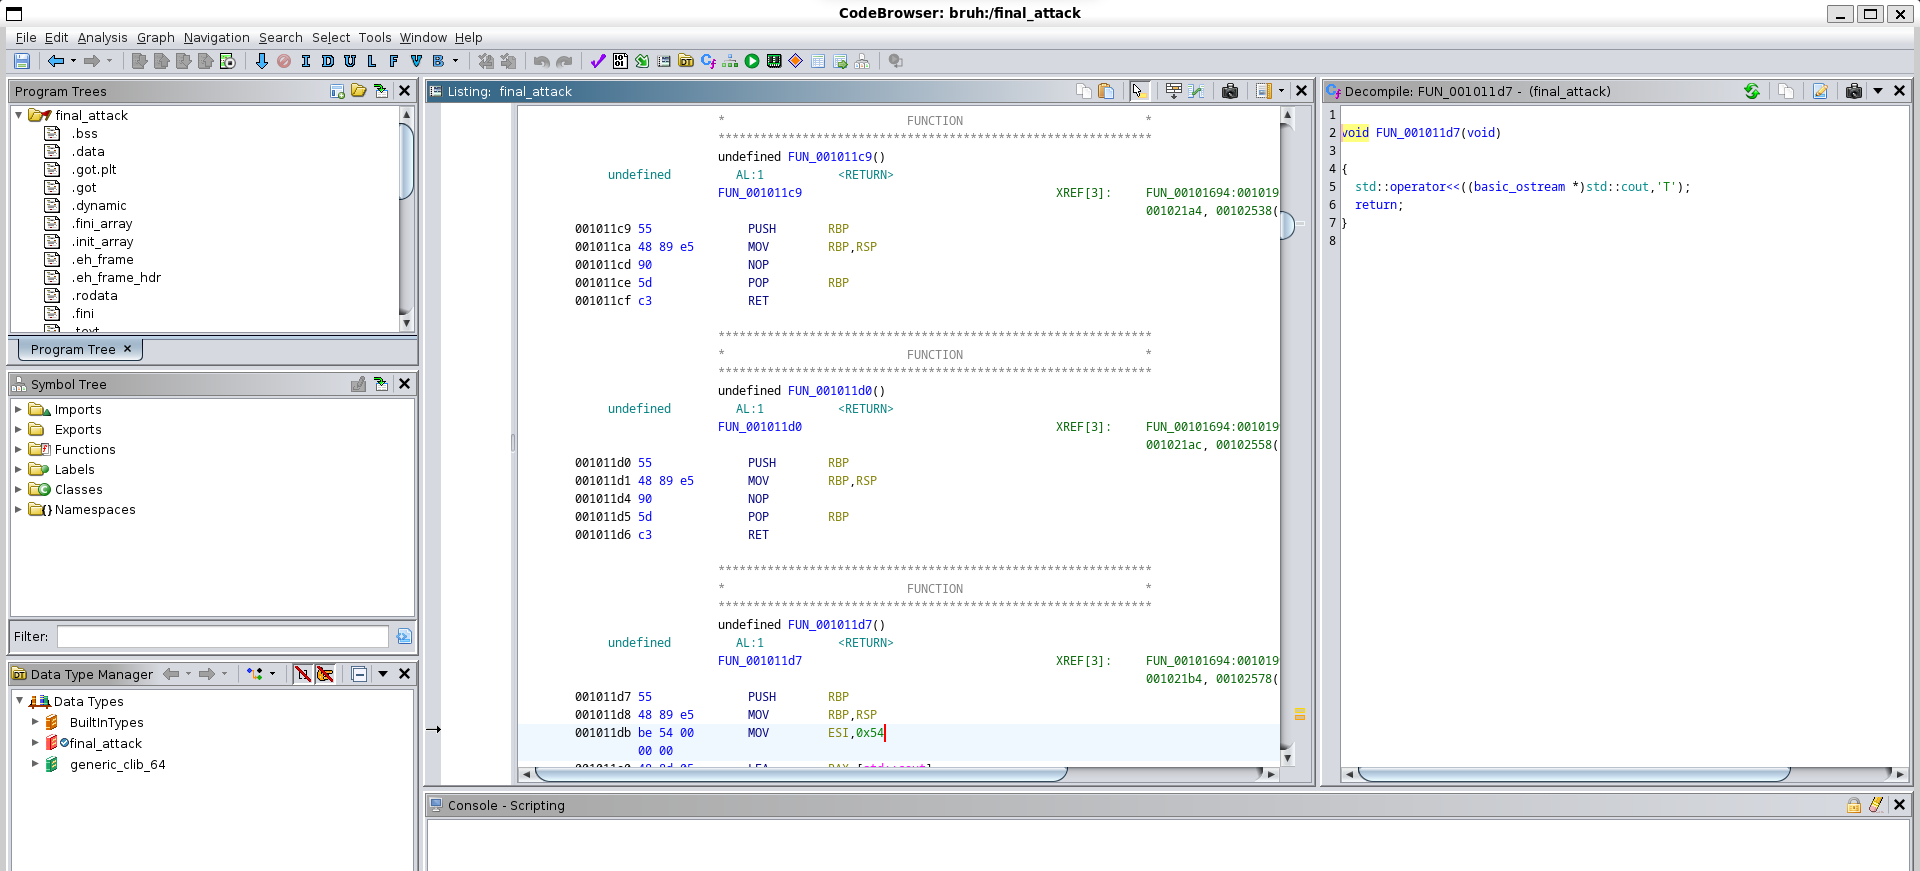 CodeBrowser: bruh:/final_attack
File Edit Analysis Graph Navigation Search Select Tools Window Help
I D U L F V B
Program Trees
final_attack
.bss
.data
.got.plt
.got
.dynamic
.fini_array
.init_array
.eh_frame
.eh_frame_hdr
.rodata
.fini
.text
Program Tree ×
Symbol Tree
Imports
Exports
Functions
Labels
Classes
Namespaces
Filter:
Data Type Manager
Data Types
BuiltInTypes
final_attack
generic_clib_64
Listing: final_attack
* FUNCTION *
**************************************************************
undefined FUN_001011c9()
undefined AL:1 <RETURN>
FUN_001011c9 XREF[3]: FUN_00101694:001019
001021a4, 00102538(
001011c9 55 PUSH RBP
001011ca 48 89 e5 MOV RBP,RSP
001011cd 90 NOP
001011ce 5d POP RBP
001011cf c3 RET
**************************************************************
* FUNCTION *
**************************************************************
undefined FUN_001011d0()
undefined AL:1 <RETURN>
FUN_001011d0 XREF[3]: FUN_00101694:001019
001021ac, 00102558(
001011d0 55 PUSH RBP
001011d1 48 89 e5 MOV RBP,RSP
001011d4 90 NOP
001011d5 5d POP RBP
001011d6 c3 RET
**************************************************************
* FUNCTION *
**************************************************************
undefined FUN_001011d7()
undefined AL:1 <RETURN>
FUN_001011d7 XREF[3]: FUN_00101694:001019
001021b4, 00102578(
001011d7 55 PUSH RBP
001011d8 48 89 e5 MOV RBP,RSP
001011db be 54 00 MOV ESI,0x54
00 00
001011e0 48 8d 05 LEA RAX,[std::cout]
Decompile: FUN_001011d7 - (final_attack)
1
2 void FUN_001011d7(void)
3
4 {
5 std::operator<<((basic_ostream *)std::cout,'T');
6 return;
7 }
8
Console - Scripting